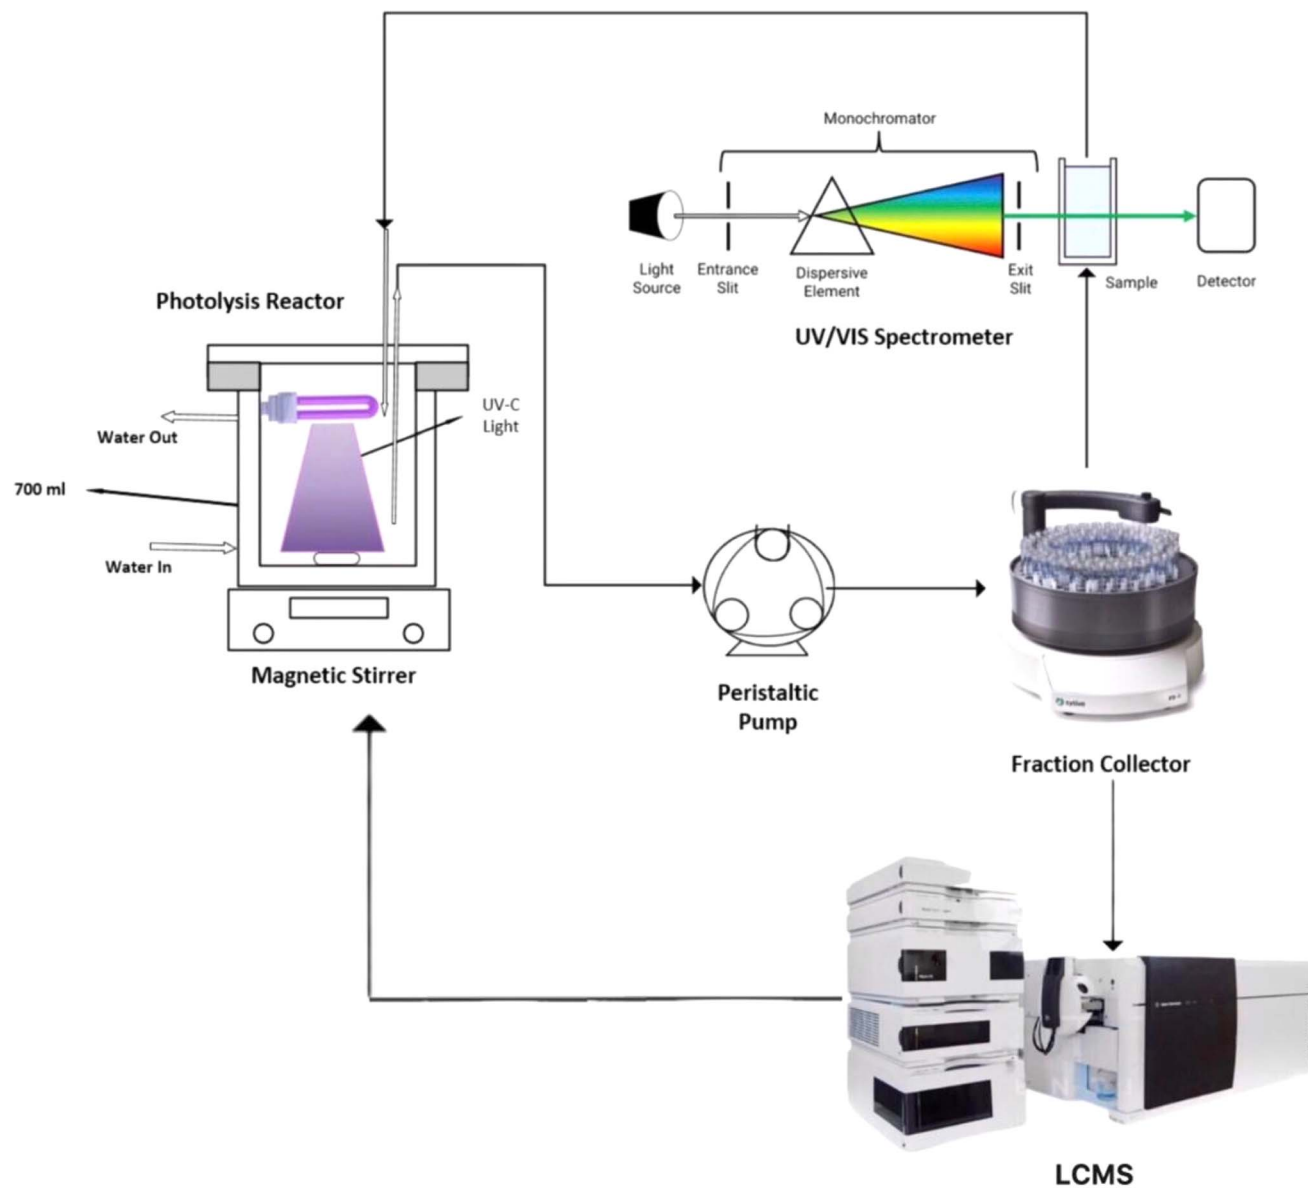 Monochromator
Light
Source
Entrance
Slit
Dispersive
Element
Exit
Slit
Sample
Detector
UV/VIS Spectrometer
Photolysis Reactor
UV-C
Light
Water Out
700 ml
Water In
Magnetic Stirrer
Peristaltic
Pump
Fraction Collector
LCMS